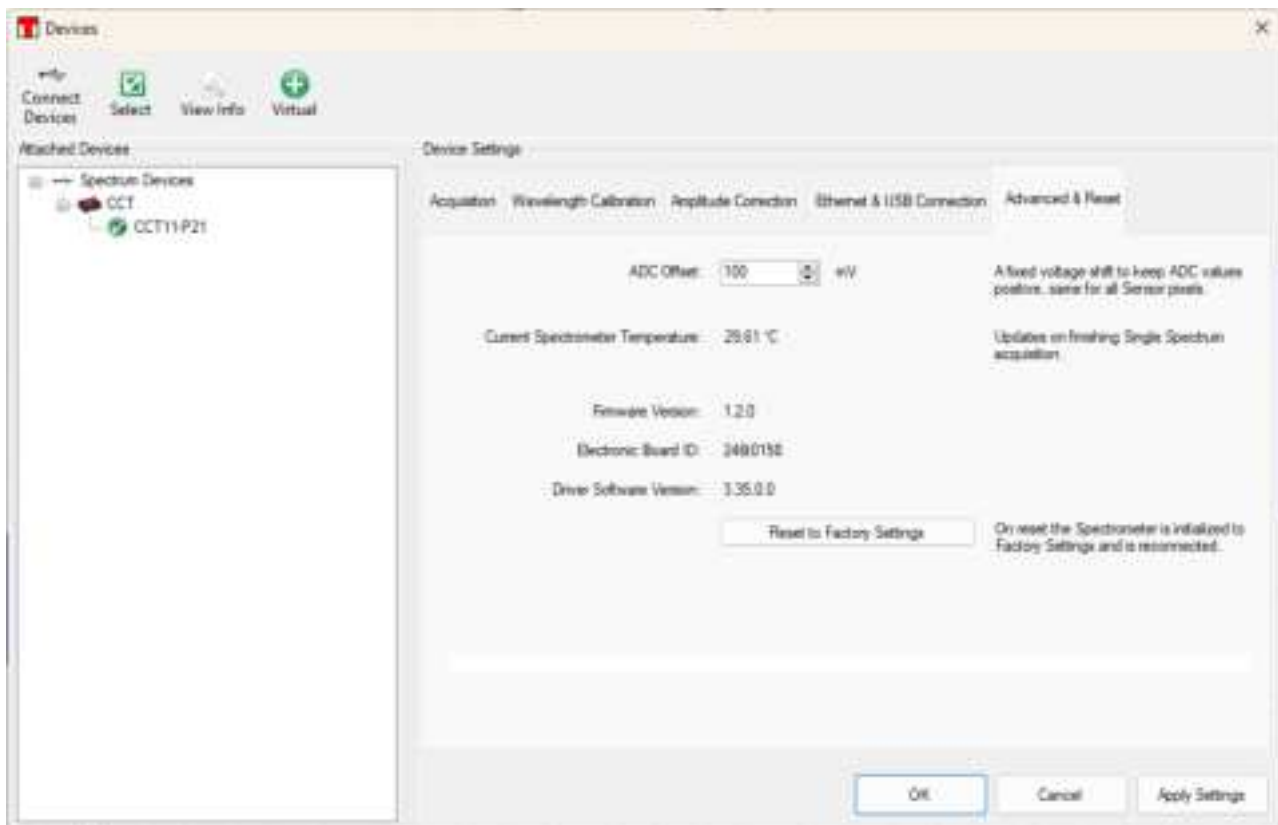 Devices
Connect
Devices
Select
View Info
Virtual
Attached Devices
Spectrum Devices
CCT
CCT11-P21
Device Settings
Acquisition
Wavelength Calibration
Amplitude Correction
Ethernet & USB Connection
Advanced & Reset
ADC Offset: 100 mV
A fixed voltage shift to keep ADC values
positive, same for all Sensor pixels.
Current Spectrometer Temperature: 29.61 °C
Updates on finishing Single Spectrum
acquisition.
Firmware Version: 1.2.0
Electronic Board ID:
Driver Software Version: 3.35.0.0
Reset to Factory Settings
On reset the Spectrometer is initialized to
Factory Settings and is reconnected.
OK
Cancel
Apply Settings